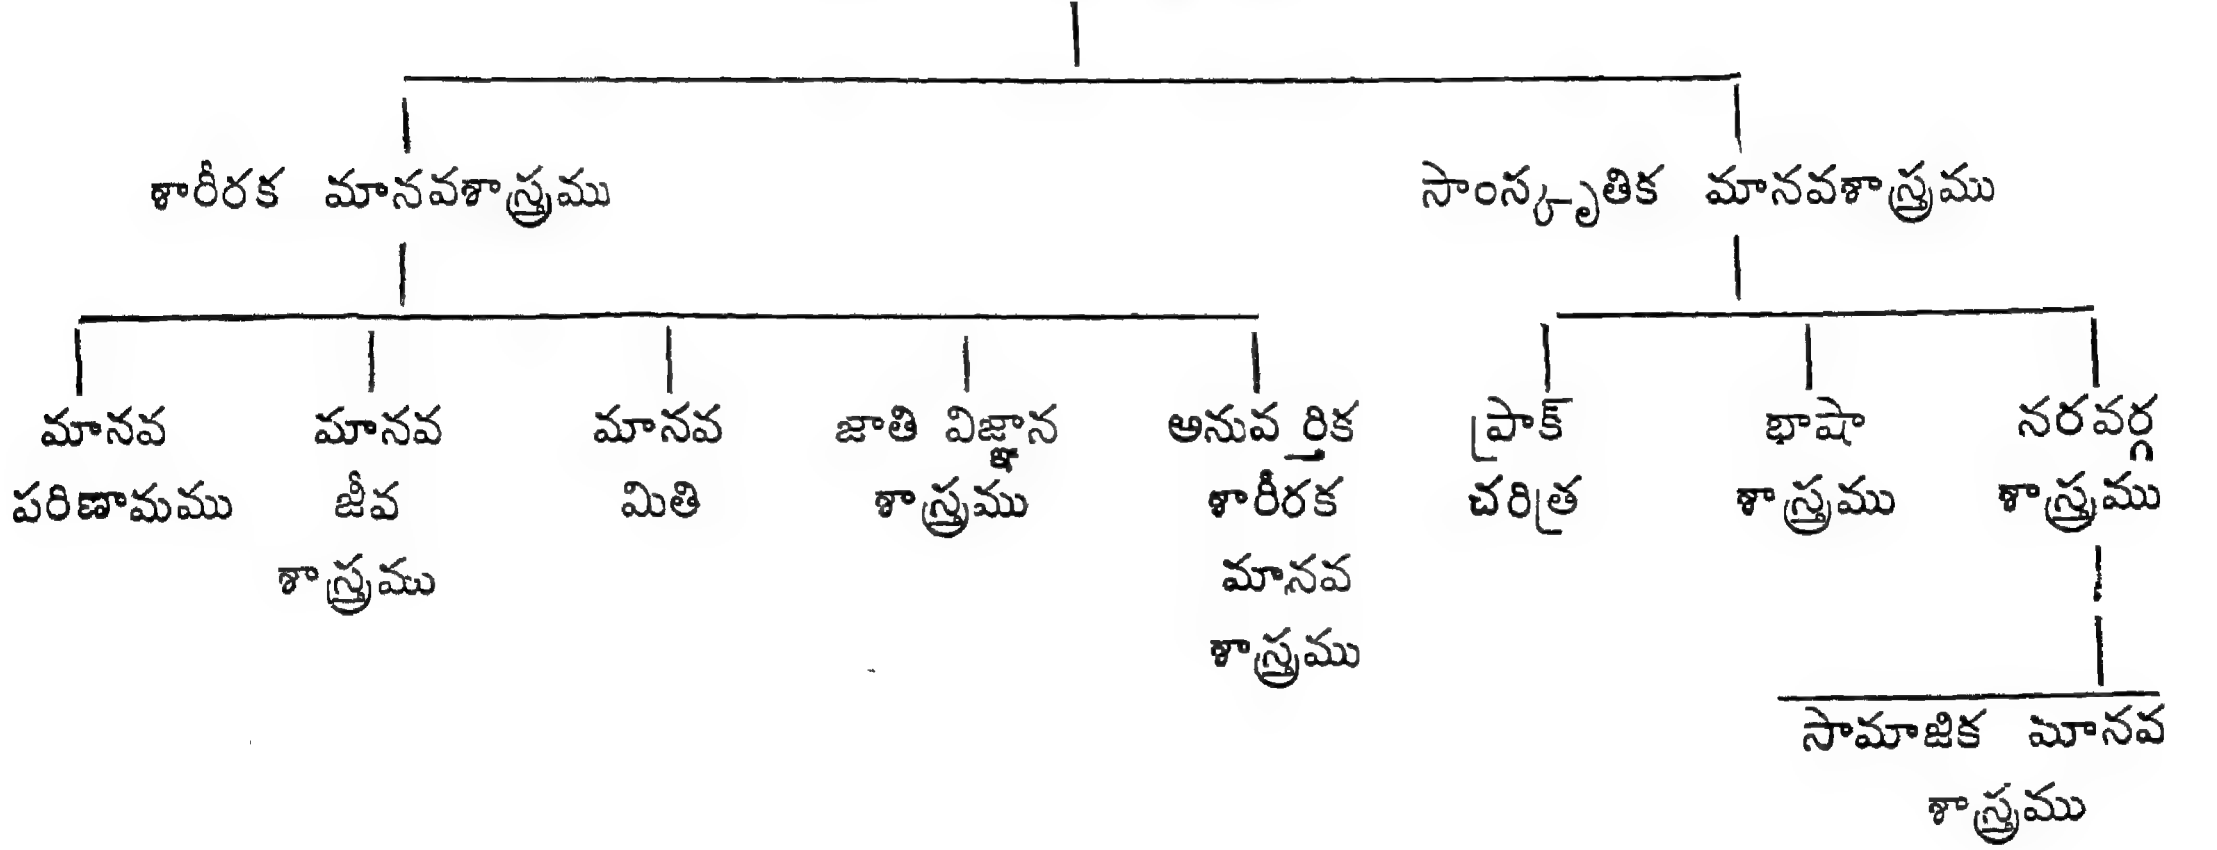 శారీరక మానవశాస్త్రము
సాంస్కృతిక మానవశాస్త్రము
మానవ
పరిణామము
మానవ
జీవ
శాస్త్రము
మానవ
మితి
జాతి విజ్ఞాన
శాస్త్రము
అనువర్తిక
శారీరక
మానవ
శాస్త్రము
ప్రాక్
చరిత్ర
భాషా
శాస్త్రము
నరవర్గ
శాస్త్రము
సామాజిక మానవ
శాస్త్రము